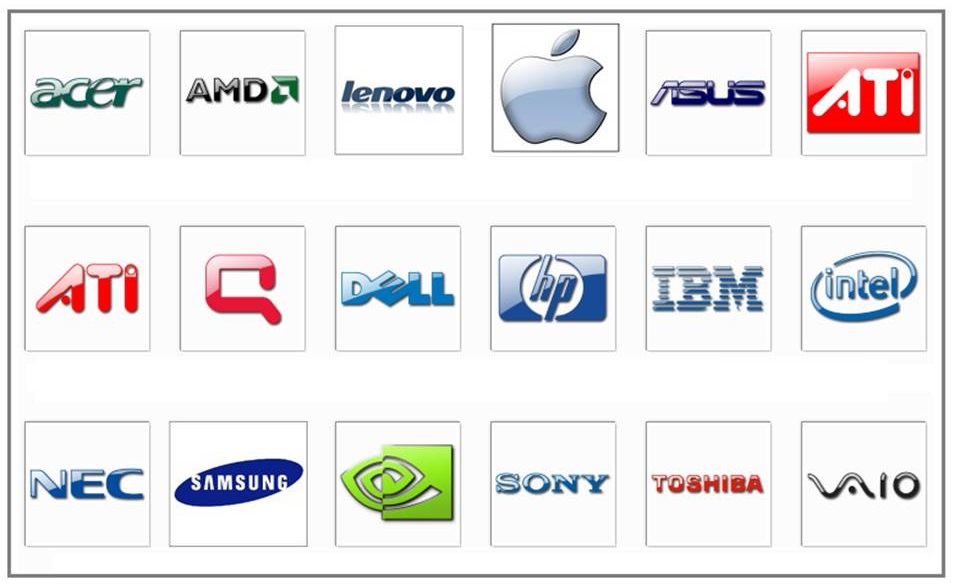 acer
AMD
lenovo
ASUS
ATi
ATi
DELL
hp
IBM
intel
NEC
SAMSUNG
SONY
TOSHIBA
VAIO